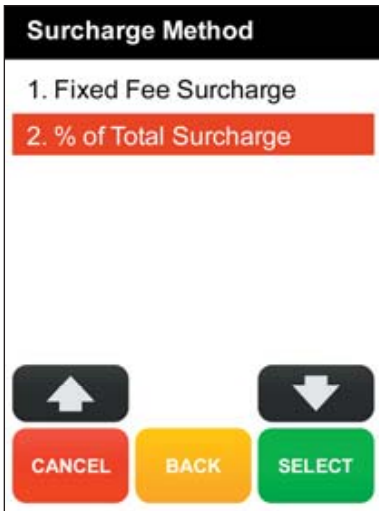 Surcharge Method
1. Fixed Fee Surcharge
2. % of Total Surcharge
CANCEL BACK SELECT